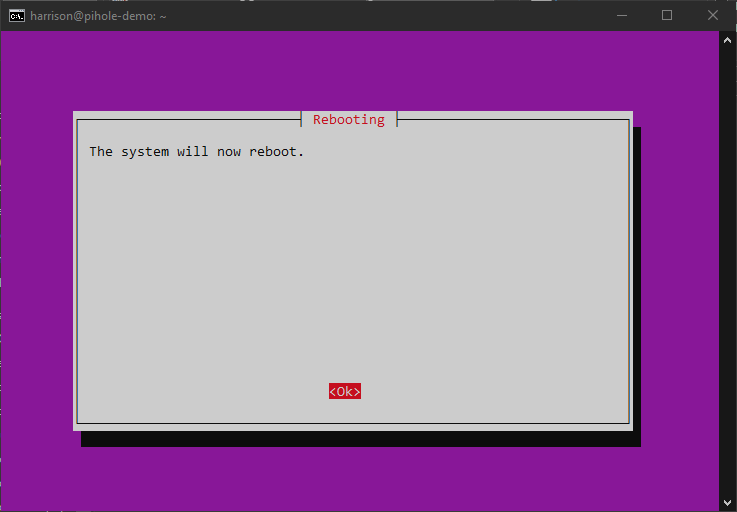 harrison@pihole-demo: ~
Rebooting
The system will now reboot.
<Ok>